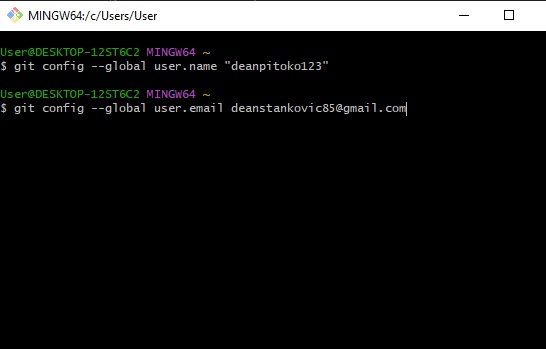 MINGW64:/c/Users/User
User@DESKTOP-12ST6C2 MINGW64 ~
$ git config --global user.name "deanpitoko123"
User@DESKTOP-12ST6C2 MINGW64 ~
$ git config --global user.email deanstankovic85@gmail.com